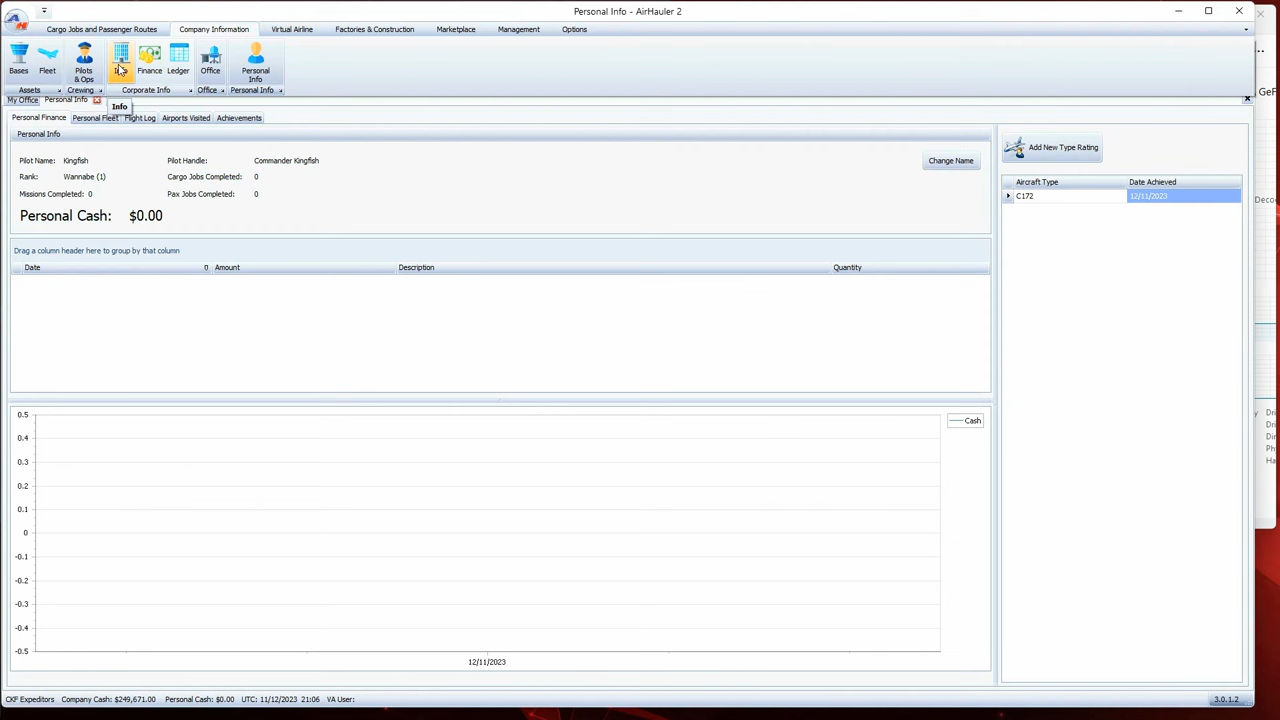 Personal Info - AirHauler 2
Cargo Jobs and Passenger Routes Company Information Virtual Airline Factories & Construction Marketplace Management Options
Bases Fleet Pilots & Ops Finance Ledger Office Personal Info
Assets Crewing Corporate Info Office Personal Info
My Office Personal Info
Info
Personal Finance Personal Fleet Flight Log Airports Visited Achievements
Personal Info
Pilot Name: Kingfish Pilot Handle: Commander Kingfish
Change Name
Rank: Wannabe (1) Cargo Jobs Completed: 0
Missions Completed: 0 Pax Jobs Completed: 0
Personal Cash: $0.00
Add New Type Rating
Aircraft Type Date Achieved
C172 12/11/2023
Drag a column header here to group by that column
Date Amount Description Quantity
Cash
0.5
0.4
0.3
0.2
0.1
0
-0.1
-0.2
-0.3
-0.4
-0.5
12/11/2023
CKF Expeditors Company Cash: $249,671.00 Personal Cash: $0.00 UTC: 11/12/2023 21:06 VA User:
3.0.1.2